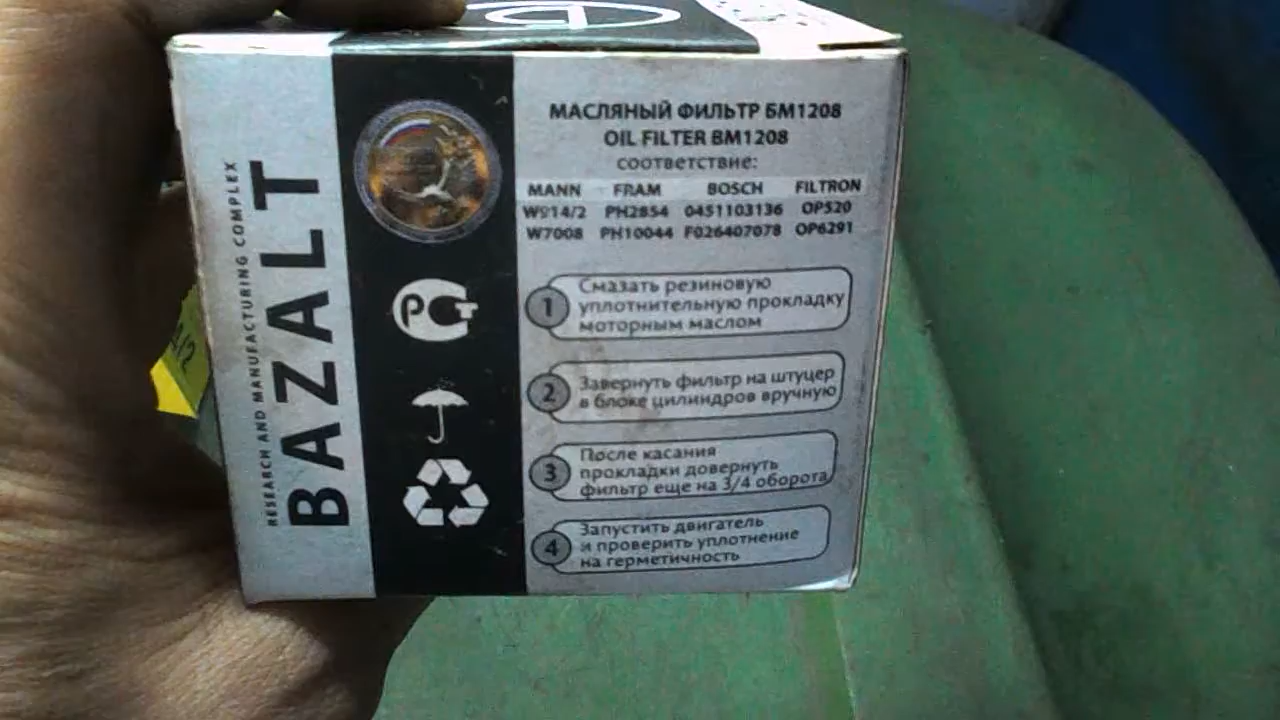 RESEARCH AND MANUFACTURING COMPLEX
BAZALT
МАСЛЯНЫЙ ФИЛЬТР БМ1208
OIL FILTER BM1208
соответствие:
MANN FRAM BOSCH FILTRON
W914/2 PH2854 0451103136 OP520
W7008 PH10044 F026407078 OP6291
1 Смазать резиновую
уплотнительную прокладку
моторным маслом
2 Завернуть фильтр на штуцер
в блоке цилиндров вручную
3 После касания
прокладки довернуть
фильтр еще на 3/4 оборота
4 Запустить двигатель
и проверить уплотнение
на герметичность